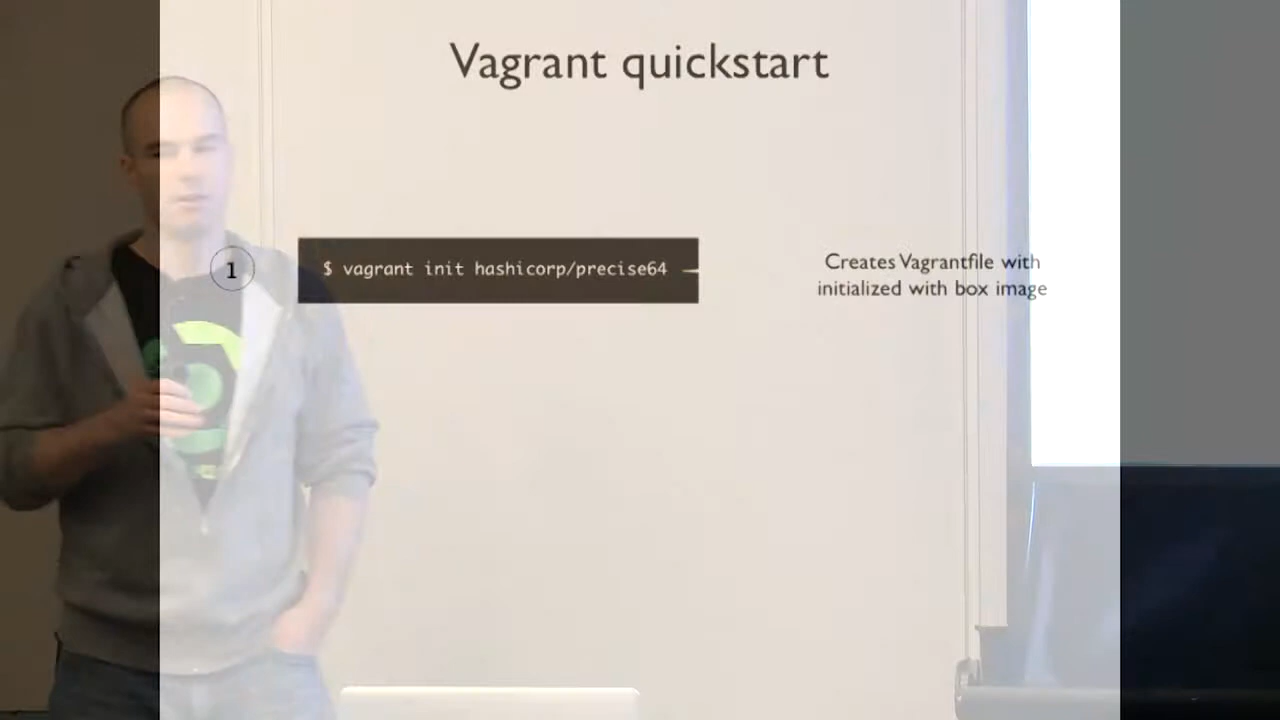 Vagrant quickstart
1
$ vagrant init hashicorp/precise64
Creates Vagrantfile with
initialized with box image